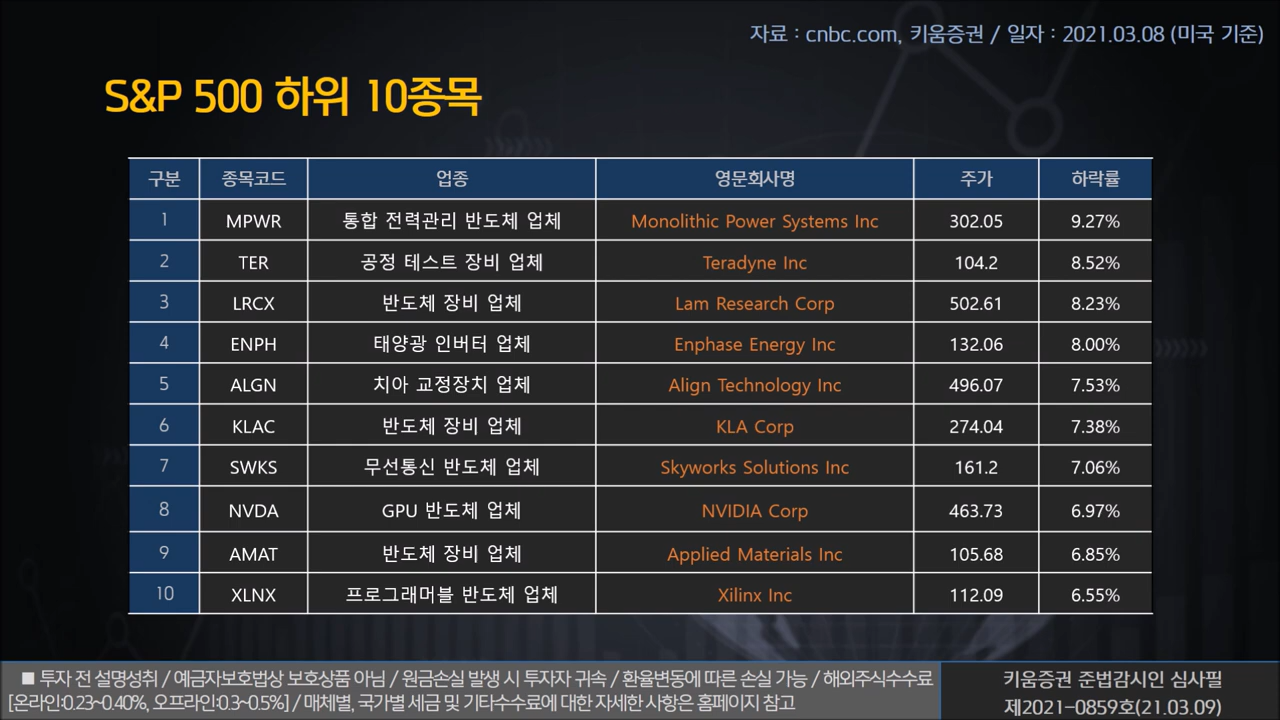 자료 : cnbc.com, 키움증권 / 일자 : 2021.03.08 (미국 기준)
S&P 500 하위 10종목
구분 종목코드 업종 영문회사명 주가 하락률
1 MPWR 통합 전력관리 반도체 업체 Monolithic Power Systems Inc 302.05 9.27%
2 TER 공정 테스트 장비 업체 Teradyne Inc 104.2 8.52%
3 LRCX 반도체 장비 업체 Lam Research Corp 502.61 8.23%
4 ENPH 태양광 인버터 업체 Enphase Energy Inc 132.06 8.00%
5 ALGN 치아 교정장치 업체 Align Technology Inc 496.07 7.53%
6 KLAC 반도체 장비 업체 KLA Corp 274.04 7.38%
7 SWKS 무선통신 반도체 업체 Skyworks Solutions Inc 161.2 7.06%
8 NVDA GPU 반도체 업체 NVIDIA Corp 463.73 6.97%
9 AMAT 반도체 장비 업체 Applied Materials Inc 105.68 6.85%
10 XLNX 프로그래머블 반도체 업체 Xilinx Inc 112.09 6.55%
■ 투자 전 설명성취 / 예금자보호법상 보호상품 아님 / 원금손실 발생 시 투자자 귀속 / 환율변동에 따른 손실 가능 / 해외주식수수료
[온라인:0.23~0.40%, 오프라인:0.3~0.5%] / 매체별, 국가별 세금 및 기타수수료에 대한 자세한 사항은 홈페이지 참고
키움증권 준법감시인 심사필
제2021-0859호(21.03.09)